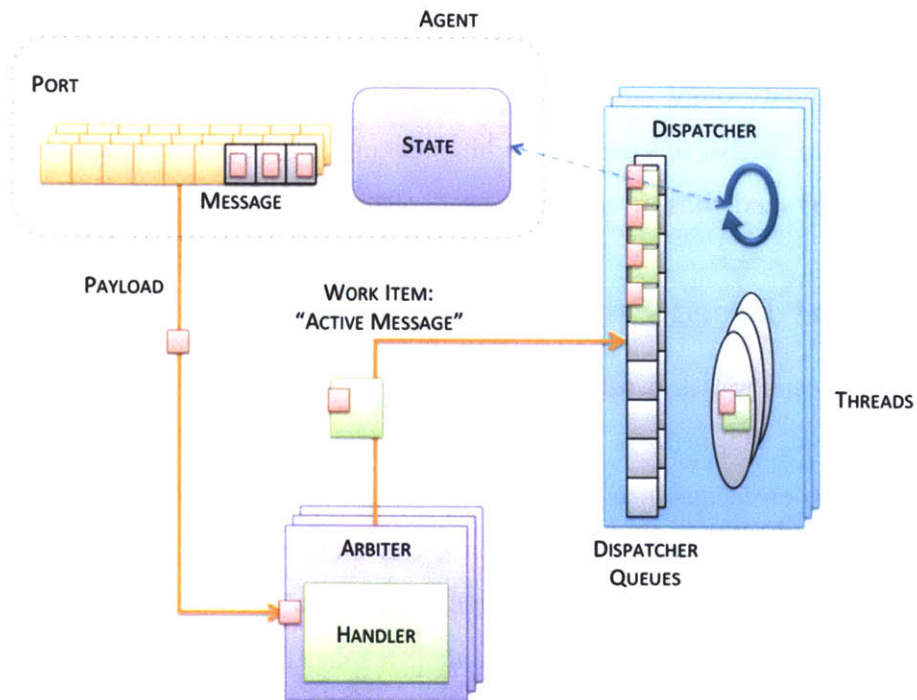 AGENT
PORT
STATE
MESSAGE
DISPATCHER
PAYLOAD
WORK ITEM:
"ACTIVE MESSAGE"
THREADS
DISPATCHER
QUEUES
ARBITER
HANDLER